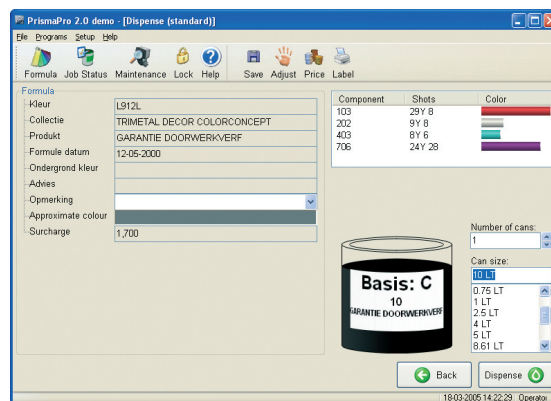 PrismaPro 2.0 demo - [Dispense (standard)]
File Programs Setup Help
Formula Job Status Maintenance Lock Help Save Adjust Price Label
Formula
Kleur L912L
Collectie TRIMETAL DECOR COLORCONCEPT
Produkt GARANTIE DOORWERKVERF
Formule datum 12-05-2000
Ondergrond kleur
Advies
Opmerking
Approximate colour
Surcharge 1,700
Component Shots Color
103 29Y 8
202 9Y 8
403 8Y 6
706 24Y 28
Number of cans:
1
Can size:
10 LT
0.75 LT
1 LT
2.5 LT
4 LT
5 LT
8.61 LT
Basis: C
10
GARANTIE DOORWERKVERF
Back Dispense
18-03-2005 14:22:29 Operator